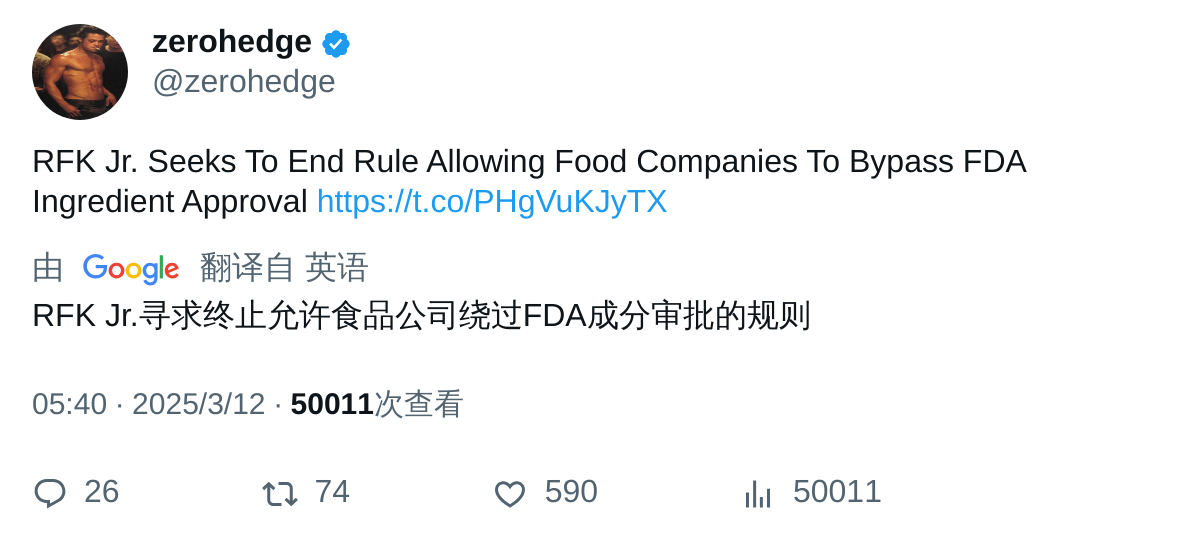 zerohedge
@zerohedge
RFK Jr. Seeks To End Rule Allowing Food Companies To Bypass FDA
Ingredient Approval https://t.co/PHgVuKJyTX
由 Google 翻译自 英语
RFK Jr.寻求终止允许食品公司绕过FDA成分审批的规则
05:40 · 2025/3/12 · 50011次查看
26 74 590 50011